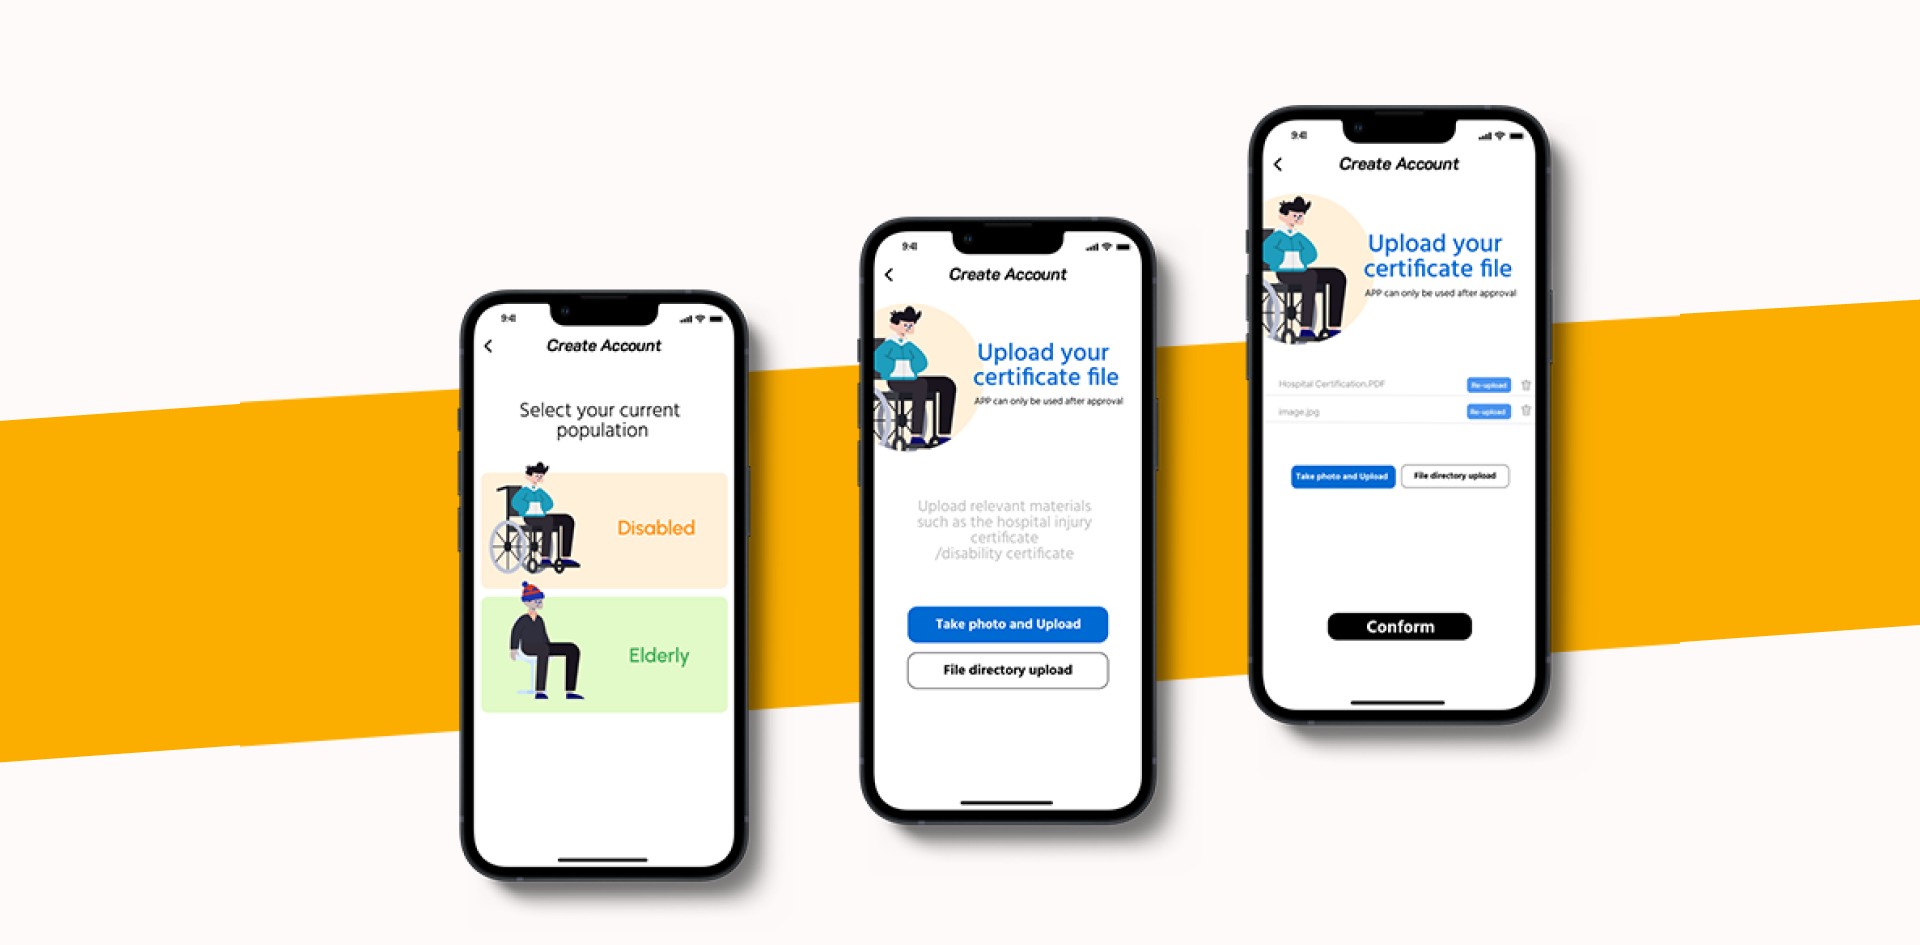 9:41
Create Account
Select your current
population
Disabled
Elderly
9:41
Create Account
Upload your
certificate file
APP can only be used after approval
Upload relevant materials
such as the hospital injury
certificate
/disability certificate
Take photo and Upload
File directory upload
9:41
Create Account
Upload your
certificate file
APP can only be used after approval
Hospital Certification.PDF
Re-upload
image.jpg
Re-upload
Take photo and Upload
File directory upload
Conform